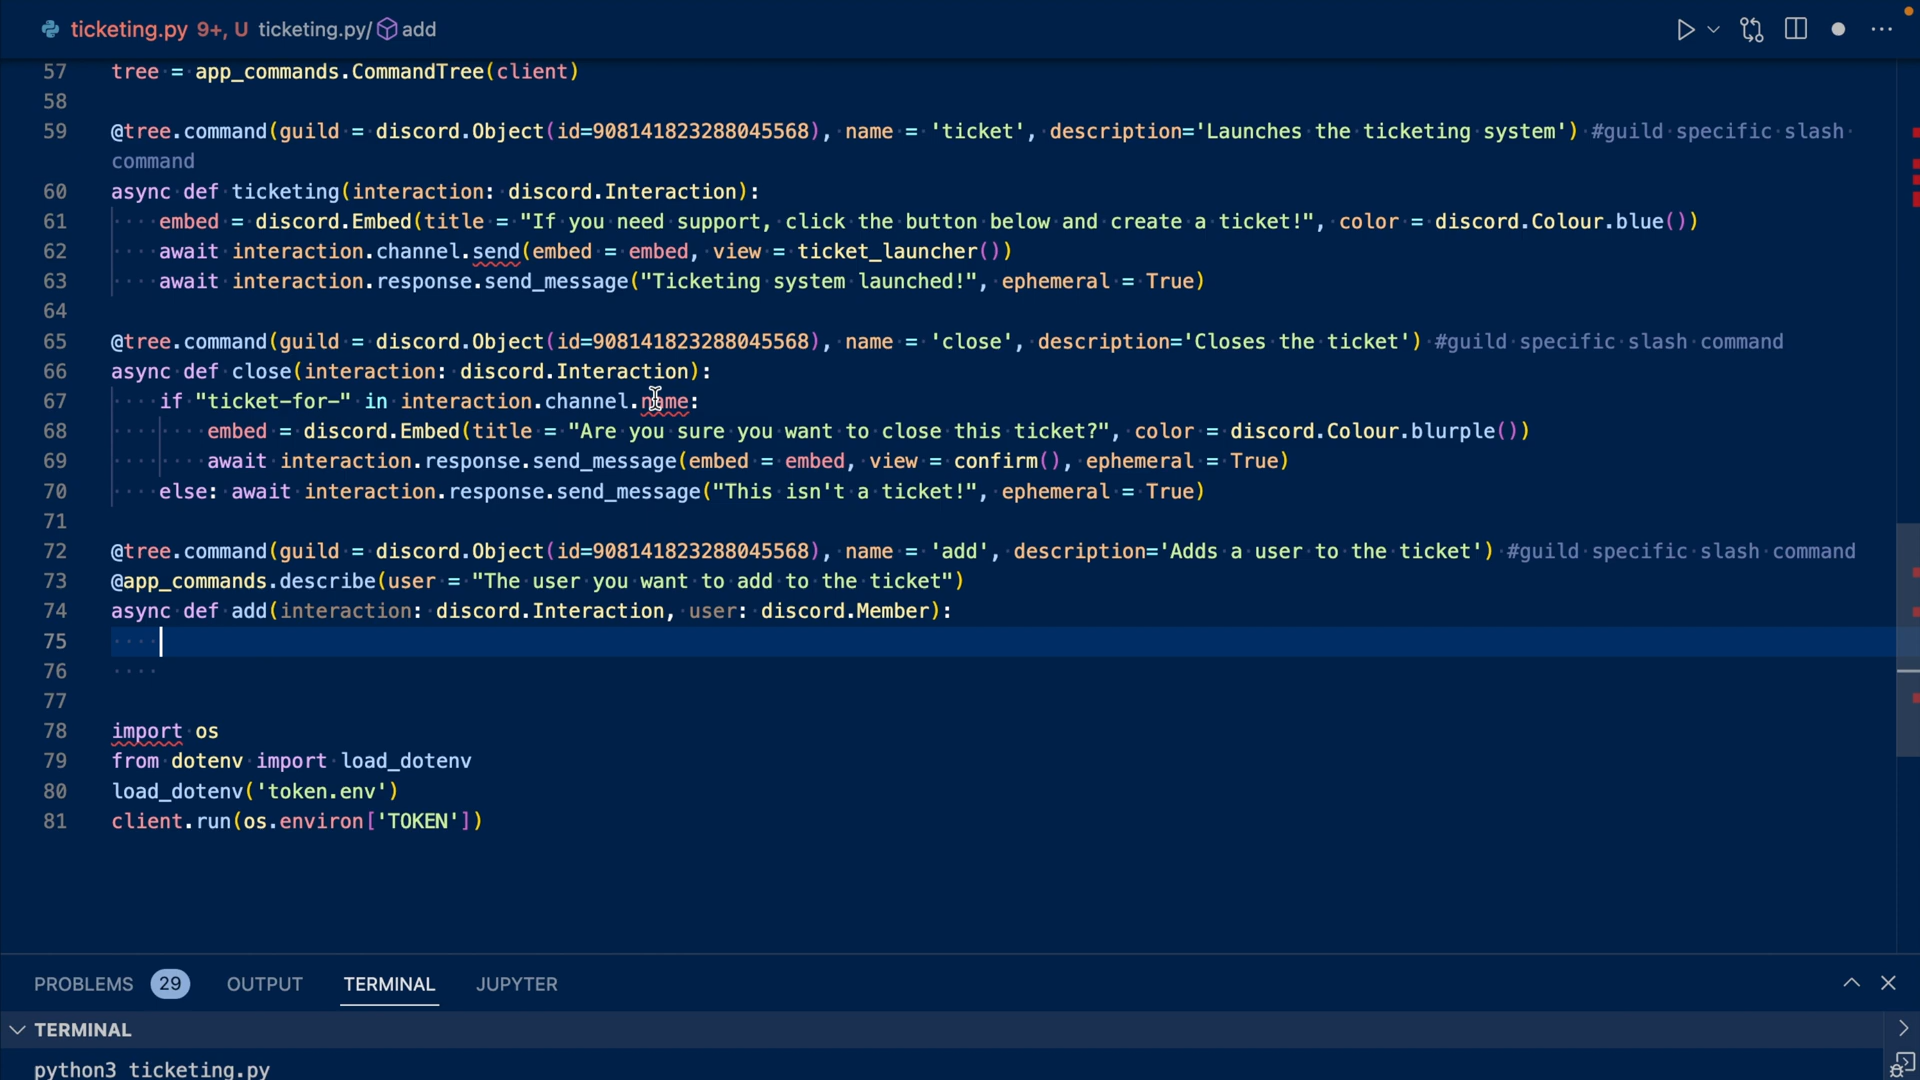 ticketing.py 9+, U ticketing.py/ add
57 tree = app_commands.CommandTree(client)
58
59 @tree.command(guild = discord.Object(id=908141823288045568), name = 'ticket', description='Launches the ticketing system') #guild specific slash
command
60 async def ticketing(interaction: discord.Interaction):
61 embed = discord.Embed(title = "If you need support, click the button below and create a ticket!", color = discord.Colour.blue())
62 await interaction.channel.send(embed = embed, view = ticket_launcher())
63 await interaction.response.send_message("Ticketing system launched!", ephemeral = True)
64
65 @tree.command(guild = discord.Object(id=908141823288045568), name = 'close', description='Closes the ticket') #guild specific slash command
66 async def close(interaction: discord.Interaction):
67 if "ticket-for-" in interaction.channel.name:
68 embed = discord.Embed(title = "Are you sure you want to close this ticket?", color = discord.Colour.blurple())
69 await interaction.response.send_message(embed = embed, view = confirm(), ephemeral = True)
70 else: await interaction.response.send_message("This isn't a ticket!", ephemeral = True)
71
72 @tree.command(guild = discord.Object(id=908141823288045568), name = 'add', description='Adds a user to the ticket') #guild specific slash command
73 @app_commands.describe(user = "The user you want to add to the ticket")
74 async def add(interaction: discord.Interaction, user: discord.Member):
75
76
77
78 import os
79 from dotenv import load_dotenv
80 load_dotenv('token.env')
81 client.run(os.environ['TOKEN'])
PROBLEMS 29 OUTPUT TERMINAL JUPYTER
TERMINAL
python3 ticketing.py